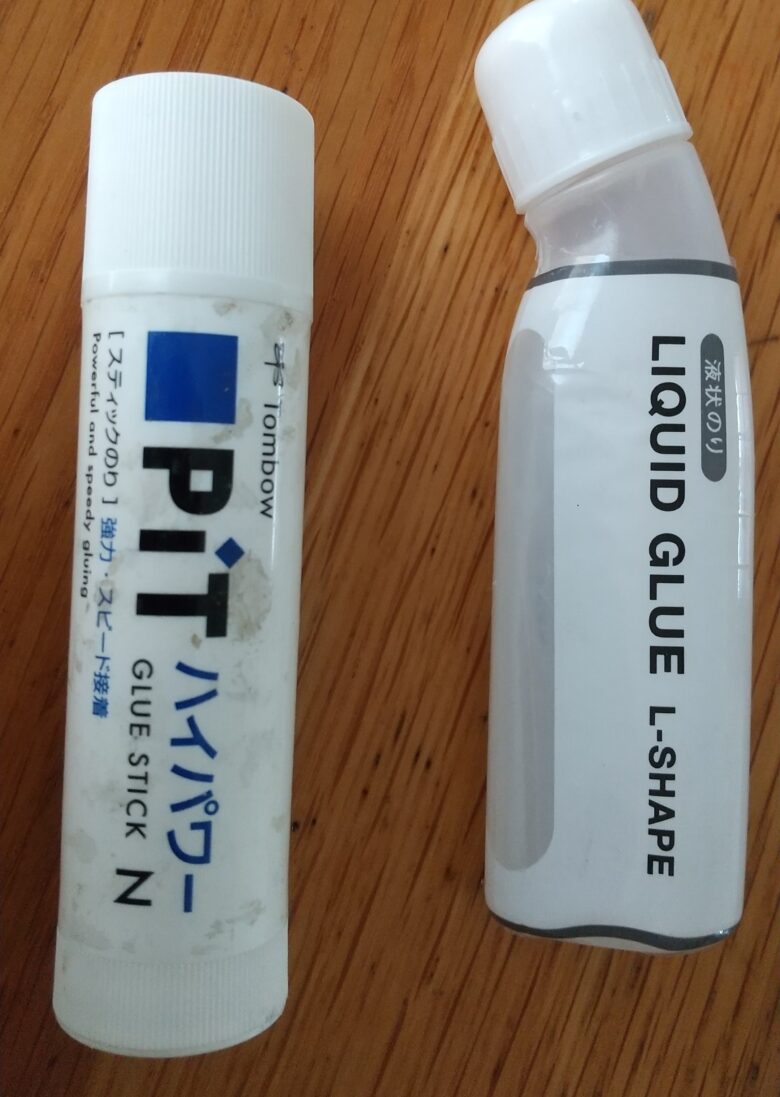 Tombow
PiT ハイパワー
GLUE STICK N
[ スティックのり ] 強力・スピード接着
Powerful and speedy gluing
液状のり
LIQUID GLUE L-SHAPE